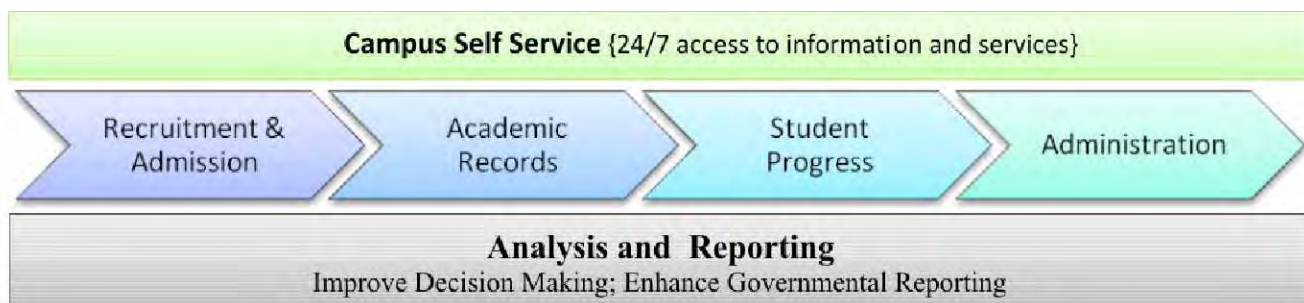 Campus Self Service {24/7 access to information and services}
Recruitment &
Admission
Academic
Records
Student
Progress
Administration
Analysis and Reporting
Improve Decision Making; Enhance Governmental Reporting